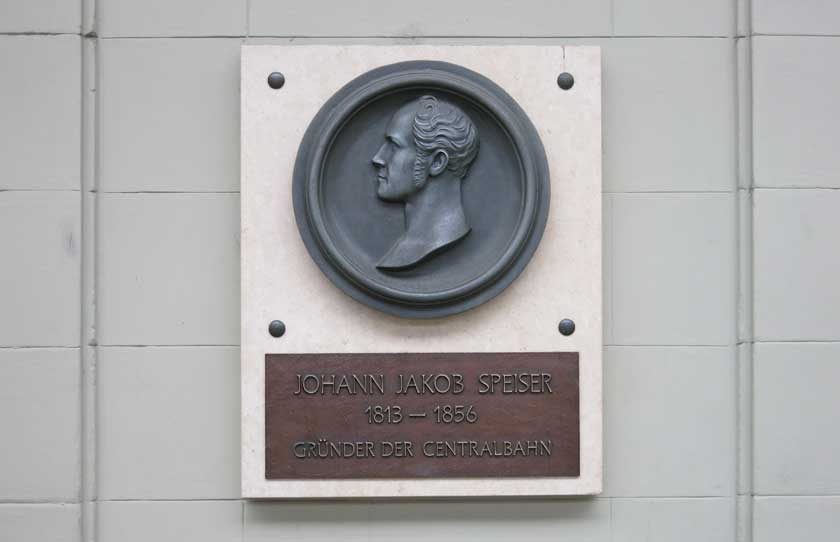 JOHANN JAKOB SPEISER
1813 — 1856
GRÜNDER DER CENTRALBAHN